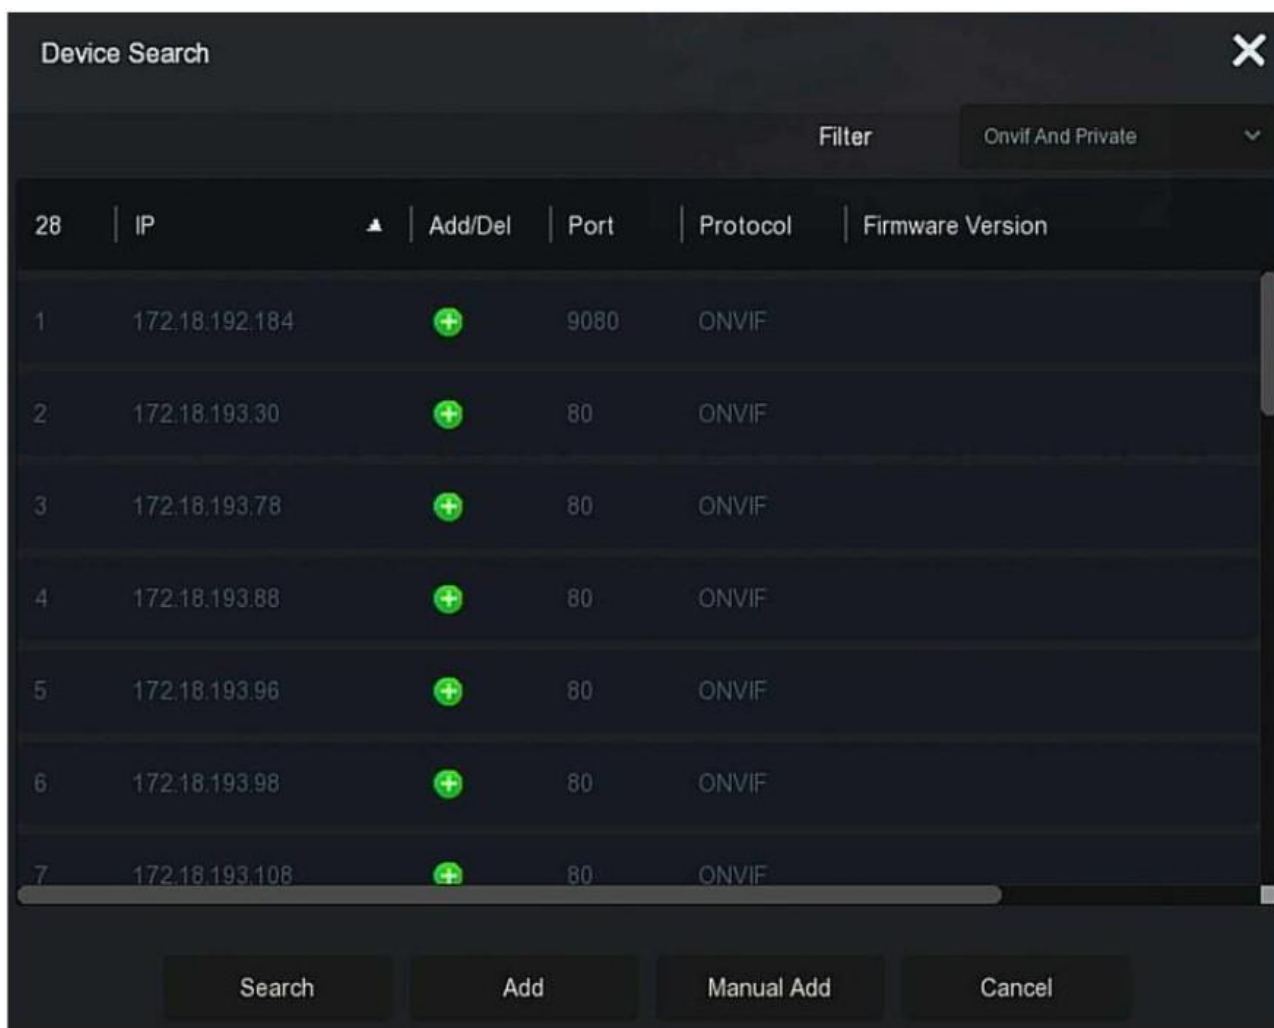 Device Search
Filter Onvif And Private
28 IP Add/Del Port Protocol Firmware Version
1 172.18.192.184 9080 ONVIF
2 172.18.193.30 80 ONVIF
3 172.18.193.78 80 ONVIF
4 172.18.193.88 80 ONVIF
5 172.18.193.96 80 ONVIF
6 172.18.193.98 80 ONVIF
7 172.18.193.108 80 ONVIF
Search Add Manual Add Cancel